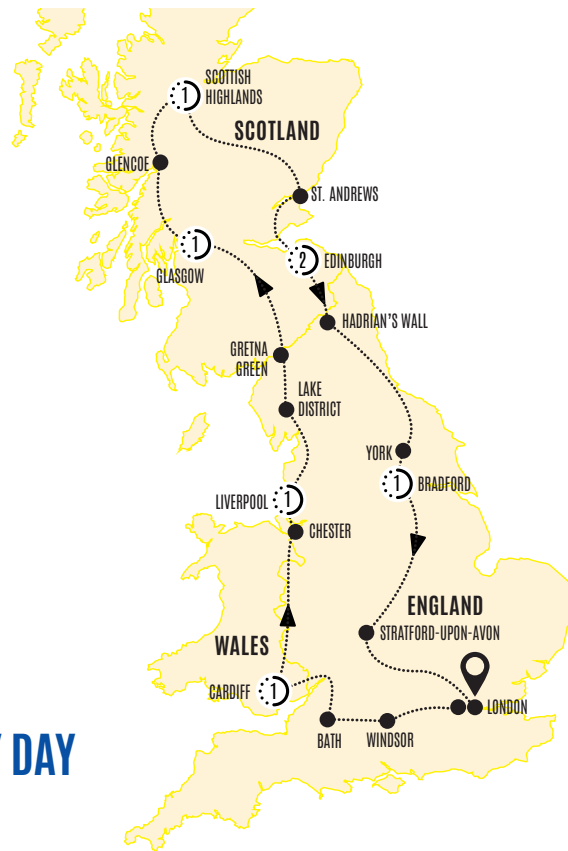 SCOTTISH
HIGHLANDS
1
SCOTLAND
GLENCOE
ST. ANDREWS
1
GLASGOW
2
EDINBURGH
HADRIAN'S WALL
GRETNA
GREEN
LAKE
DISTRICT
YORK
1
BRADFORD
LIVERPOOL
1
CHESTER
ENGLAND
STRATFORD-UPON-AVON
WALES
CARDIFF
1
LONDON
BATH
WINDSOR
DAY